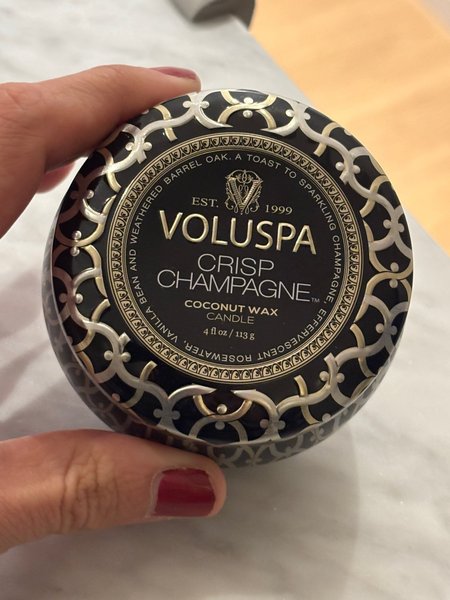 EST. 1999
VOLUSPA
CRISP
CHAMPAGNE™
COCONUT WAX
CANDLE
4 fl oz / 113 g
A TOAST TO SPARKLING CHAMPAGNE, EFFERVESCENT ROSEWATER, VANILLA BEAN AND WEATHERED BARREL OAK.